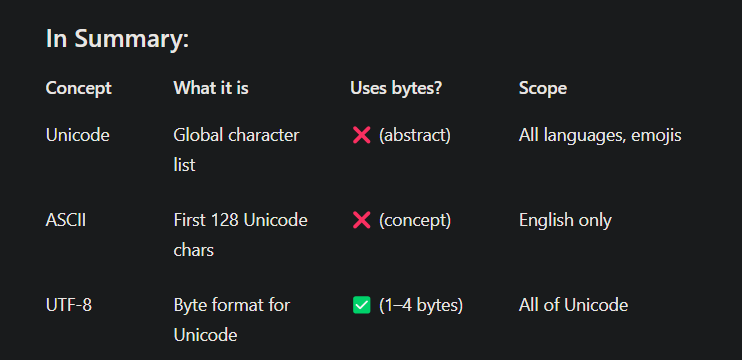 In Summary:
Concept What it is Uses bytes? Scope
Unicode Global character list ❌ (abstract) All languages, emojis
ASCII First 128 Unicode chars ❌ (concept) English only
UTF-8 Byte format for Unicode ✅ (1–4 bytes) All of Unicode